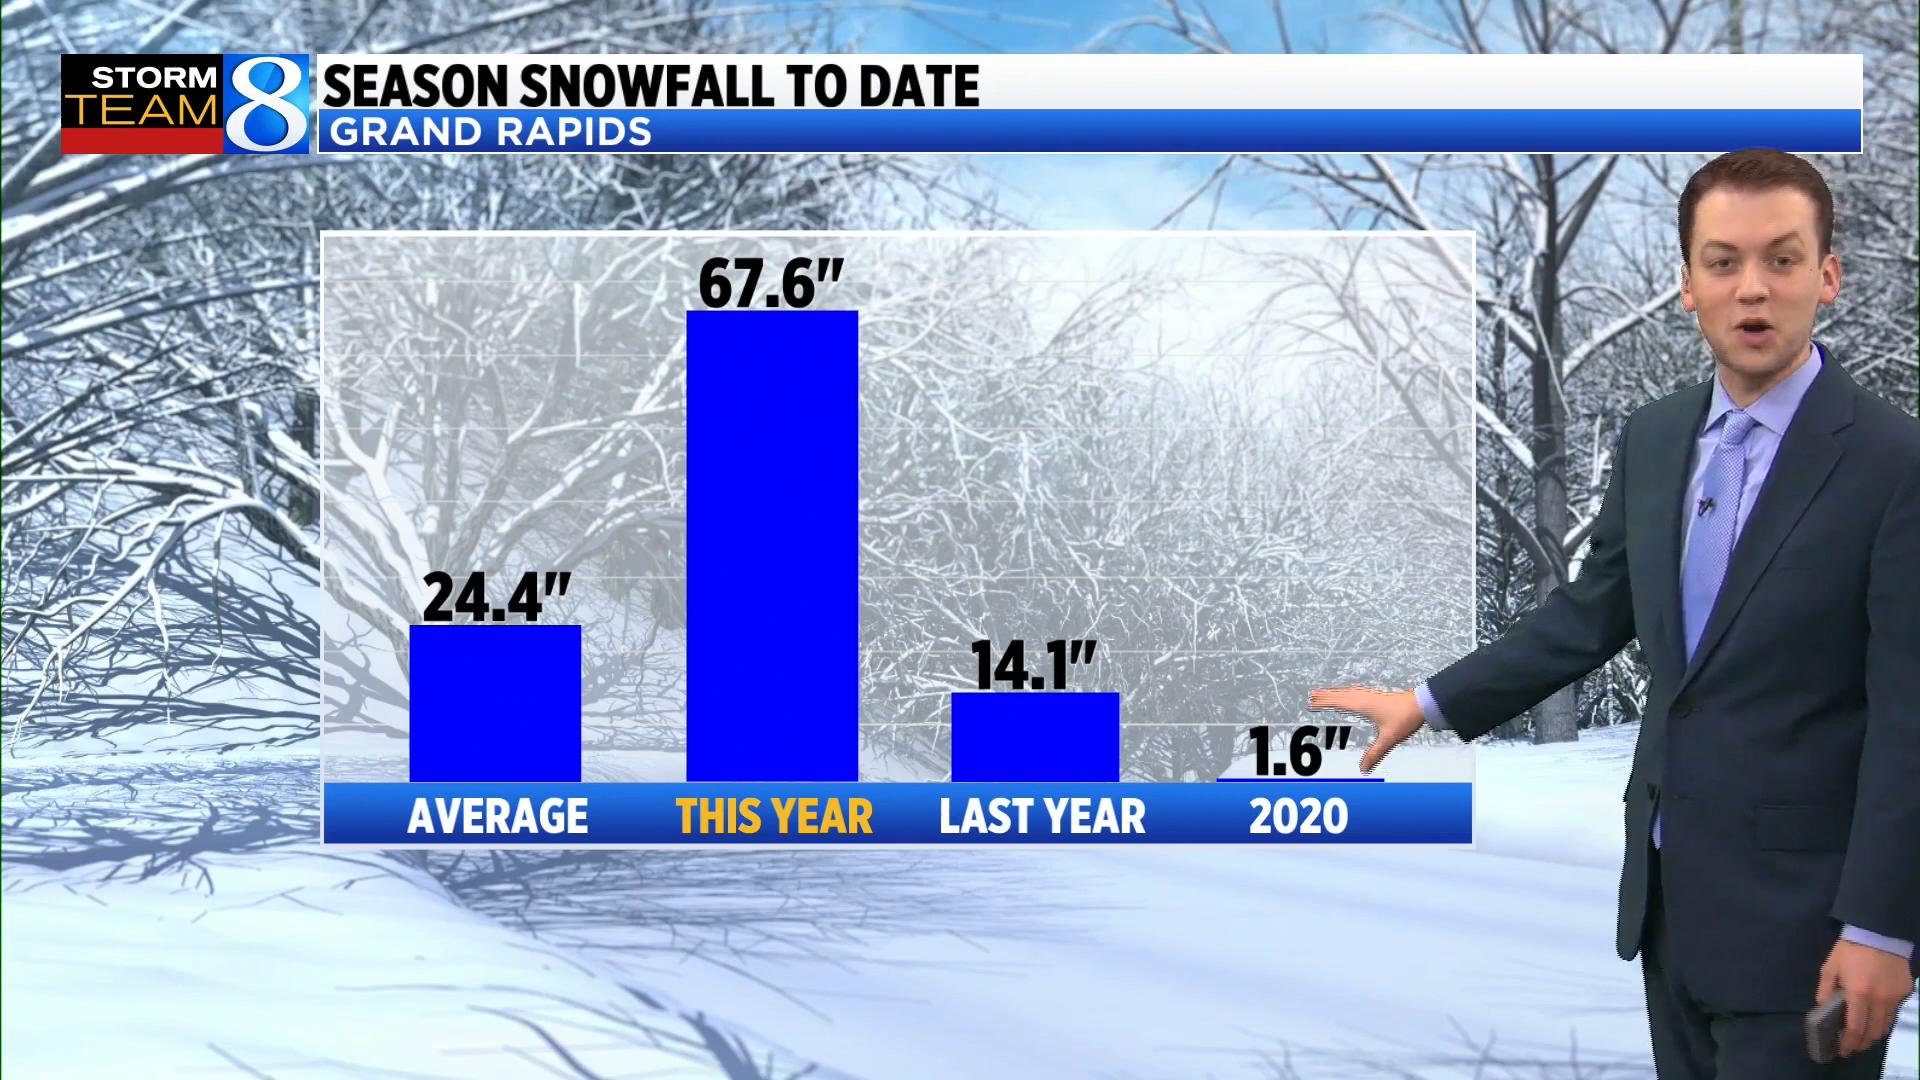 STORM
TEAM
8
SEASON SNOWFALL TO DATE
GRAND RAPIDS
24.4"
67.6"
14.1"
1.6"
AVERAGE
THIS YEAR
LAST YEAR
2020